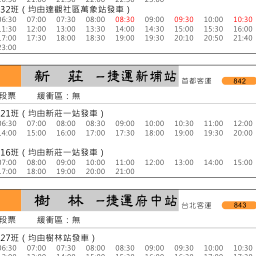 32班 ( 均由達觀社區萬象站發車 )
06:30 07:00 07:30 08:00 08:30 09:00 09:30 10:00 10:30
11:30 12:00 12:30 13:00 13:30 14:00 14:30 15:00 15:30 16:00
17:00 17:30 18:00 18:30 19:00 19:30 20:10 20:50 21:40
23:00
新 莊 –捷運新埔站 首都客運 842
段票 緩衝區：無
21班 ( 均由新莊一站發車 )
06:30 07:00 07:30 08:00 08:30 09:00 09:30 10:00 11:00
14:00 15:00 16:00 17:00 17:30 18:00 19:00 19:30 20:00
16班 ( 均由新莊一站發車 )
07:00 08:00 09:00 10:00 11:00 12:00 13:00 14:00 15:00
17:00 18:00 19:00 20:00 21:00
樹 林 –捷運府中站 台北客運 843
段票 緩衝區：無
27班 ( 均由樹林站發車 )
06:30 07:00 07:30 08:00 08:30 09:00 09:30 10:00 10:30